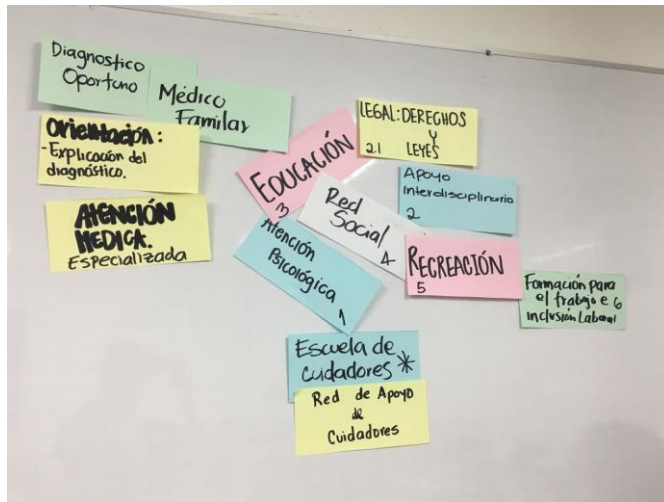 Diagnostico
Oportuno
Médico
Familar
Orientación:
- Explicación del
diagnóstico.
ATENCIÓN
MEDICA.
Especializada
EDUCACIÓN
3
LEGAL: DERECHOS
Y
2.1 LEYES
Apoyo
Interdisciplinario
2
Red
Social
4
Atención
Psicológica
1
RECREACIÓN
5
Formación para
el trabajo e 6
inclusión Laboral
Escuela de
Cuidadores *
Red de Apoyo
de
Cuidadores